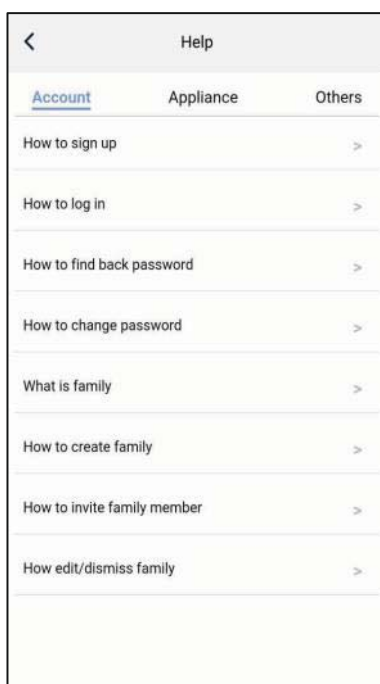 Help
Account Appliance Others
How to sign up >
How to log in >
How to find back password >
How to change password >
What is family >
How to create family >
How to invite family member >
How edit/dismiss family >